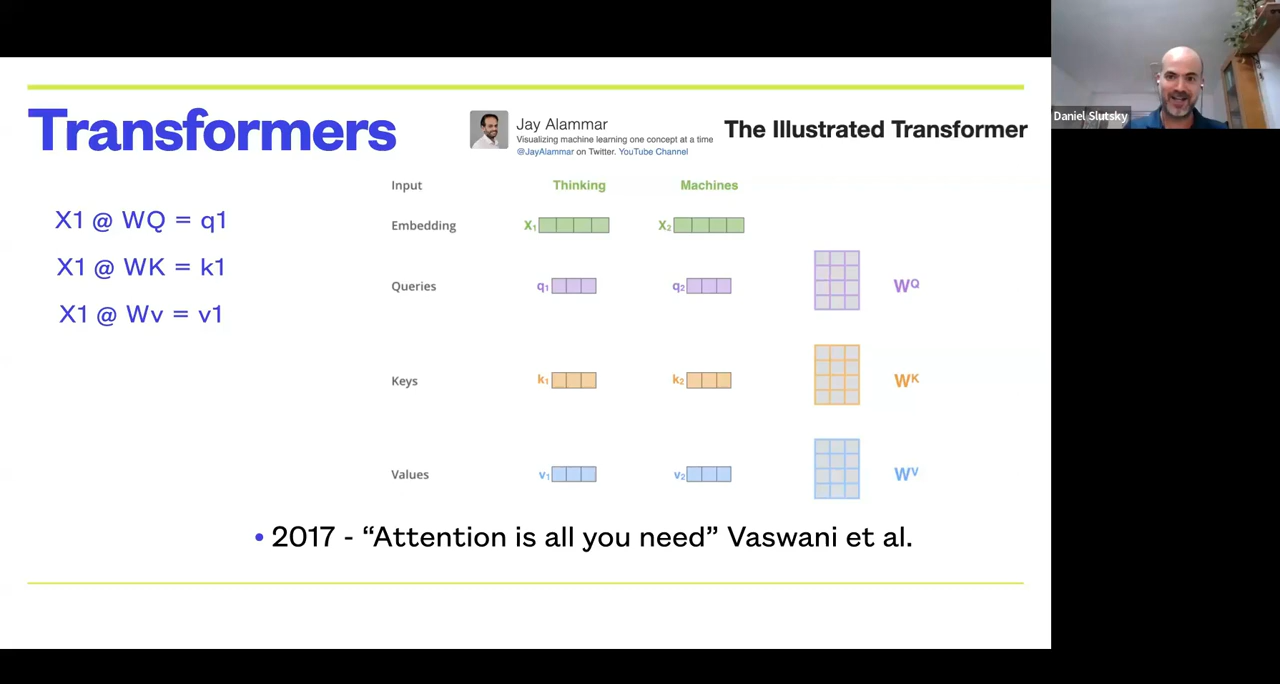 Transformers
Jay Alammar
Visualizing machine learning one concept at a time
@JayAlammar on Twitter. YouTube Channel
The Illustrated Transformer
Daniel Slutsky
X1 @ WQ = q1
X1 @ WK = k1
X1 @ Wv = v1
Input Thinking Machines
Embedding X1 X2
Queries q1 q2 WQ
Keys k1 k2 WK
Values v1 v2 WV
• 2017 - “Attention is all you need” Vaswani et al.